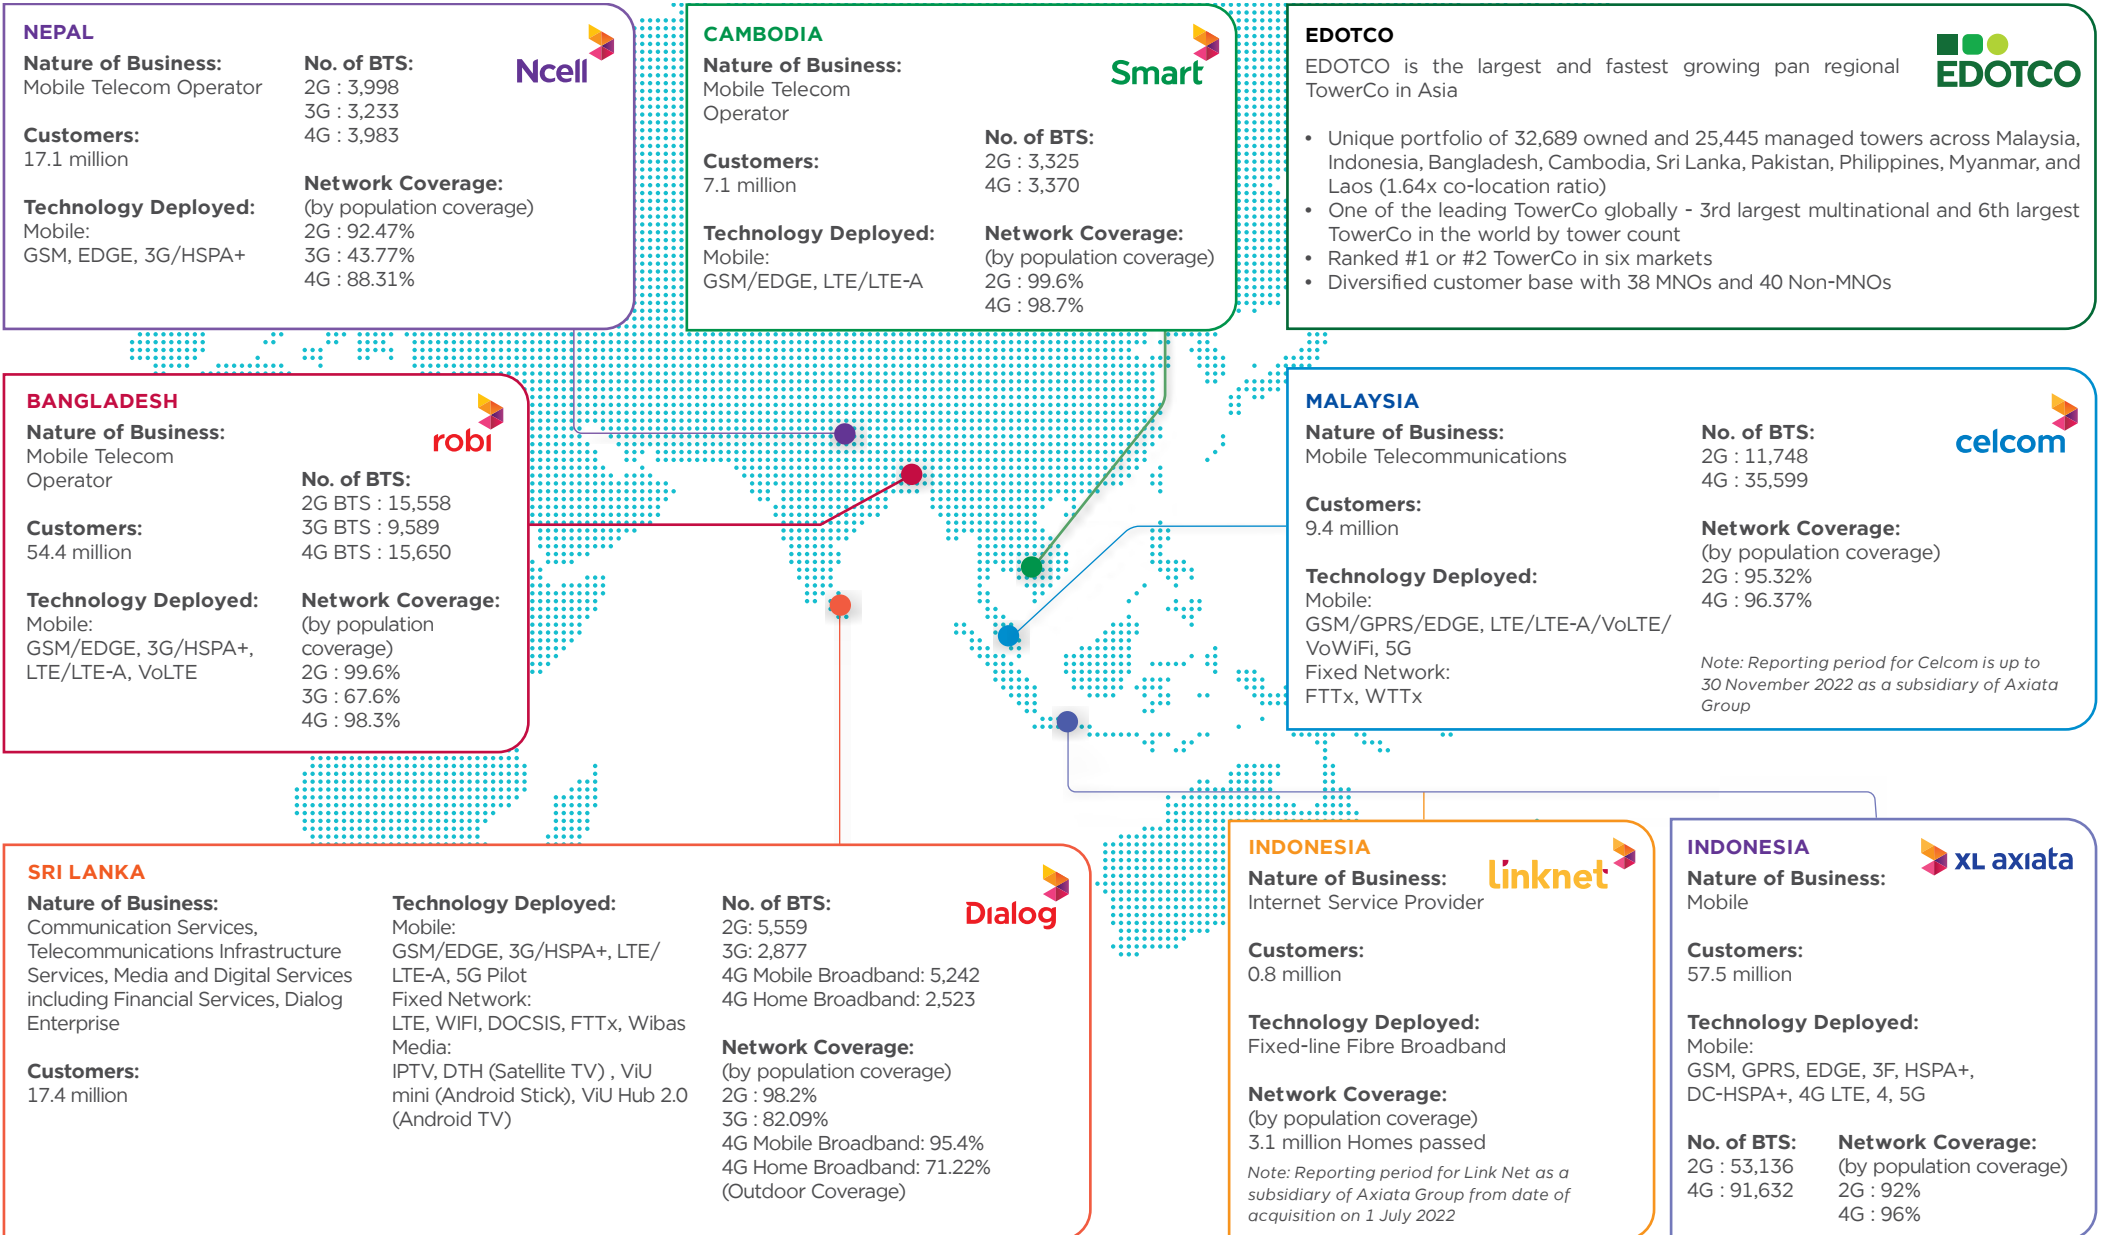 NEPAL
Nature of Business:
Mobile Telecom Operator
Customers:
17.1 million
Technology Deployed:
Mobile:
GSM, EDGE, 3G/HSPA+
No. of BTS:
2G : 3,998
3G : 3,233
4G : 3,983
Network Coverage:
(by population coverage)
2G : 92.47%
3G : 43.77%
4G : 88.31%
Ncell
CAMBODIA
Nature of Business:
Mobile Telecom
Operator
Customers:
7.1 million
Technology Deployed:
Mobile:
GSM/EDGE, LTE/LTE-A
Smart
No. of BTS:
2G : 3,325
4G : 3,370
Network Coverage:
(by population coverage)
2G : 99.6%
4G : 98.7%
EDOTCO
EDOTCO is the largest and fastest growing pan regional
TowerCo in Asia
EDOTCO
• Unique portfolio of 32,689 owned and 25,445 managed towers across Malaysia,
Indonesia, Bangladesh, Cambodia, Sri Lanka, Pakistan, Philippines, Myanmar, and
Laos (1.64x co-location ratio)
• One of the leading TowerCo globally - 3rd largest multinational and 6th largest
TowerCo in the world by tower count
• Ranked #1 or #2 TowerCo in six markets
• Diversified customer base with 38 MNOs and 40 Non-MNOs
BANGLADESH
Nature of Business:
Mobile Telecom
Operator
Customers:
54.4 million
Technology Deployed:
Mobile:
GSM/EDGE, 3G/HSPA+,
LTE/LTE-A, VoLTE
robi
No. of BTS:
2G BTS : 15,558
3G BTS : 9,589
4G BTS : 15,650
Network Coverage:
(by population
coverage)
2G : 99.6%
3G : 67.6%
4G : 98.3%
MALAYSIA
Nature of Business:
Mobile Telecommunications
Customers:
9.4 million
Technology Deployed:
Mobile:
GSM/GPRS/EDGE, LTE/LTE-A/VoLTE/
VoWiFi, 5G
Fixed Network:
FTTx, WTTx
No. of BTS:
2G : 11,748
4G : 35,599
Network Coverage:
(by population coverage)
2G : 95.32%
4G : 96.37%
Note: Reporting period for Celcom is up to
30 November 2022 as a subsidiary of Axiata
Group
celcom
SRI LANKA
Nature of Business:
Communication Services,
Telecommunications Infrastructure
Services, Media and Digital Services
including Financial Services, Dialog
Enterprise
Customers:
17.4 million
Technology Deployed:
Mobile:
GSM/EDGE, 3G/HSPA+, LTE/
LTE-A, 5G Pilot
Fixed Network:
LTE, WIFI, DOCSIS, FTTx, Wibas
Media:
IPTV, DTH (Satellite TV) , ViU
mini (Android Stick), ViU Hub 2.0
(Android TV)
No. of BTS:
2G: 5,559
3G: 2,877
4G Mobile Broadband: 5,242
4G Home Broadband: 2,523
Network Coverage:
(by population coverage)
2G : 98.2%
3G : 82.09%
4G Mobile Broadband: 95.4%
4G Home Broadband: 71.22%
(Outdoor Coverage)
Dialog
INDONESIA
Nature of Business:
Internet Service Provider
Customers:
0.8 million
Technology Deployed:
Fixed-line Fibre Broadband
Network Coverage:
(by population coverage)
3.1 million Homes passed
Note: Reporting period for Link Net as a
subsidiary of Axiata Group from date of
acquisition on 1 July 2022
linknet
INDONESIA
Nature of Business:
Mobile
Customers:
57.5 million
Technology Deployed:
Mobile:
GSM, GPRS, EDGE, 3F, HSPA+,
DC-HSPA+, 4G LTE, 4, 5G
No. of BTS:
2G : 53,136
4G : 91,632
Network Coverage:
(by population coverage)
2G : 92%
4G : 96%
XL axiata